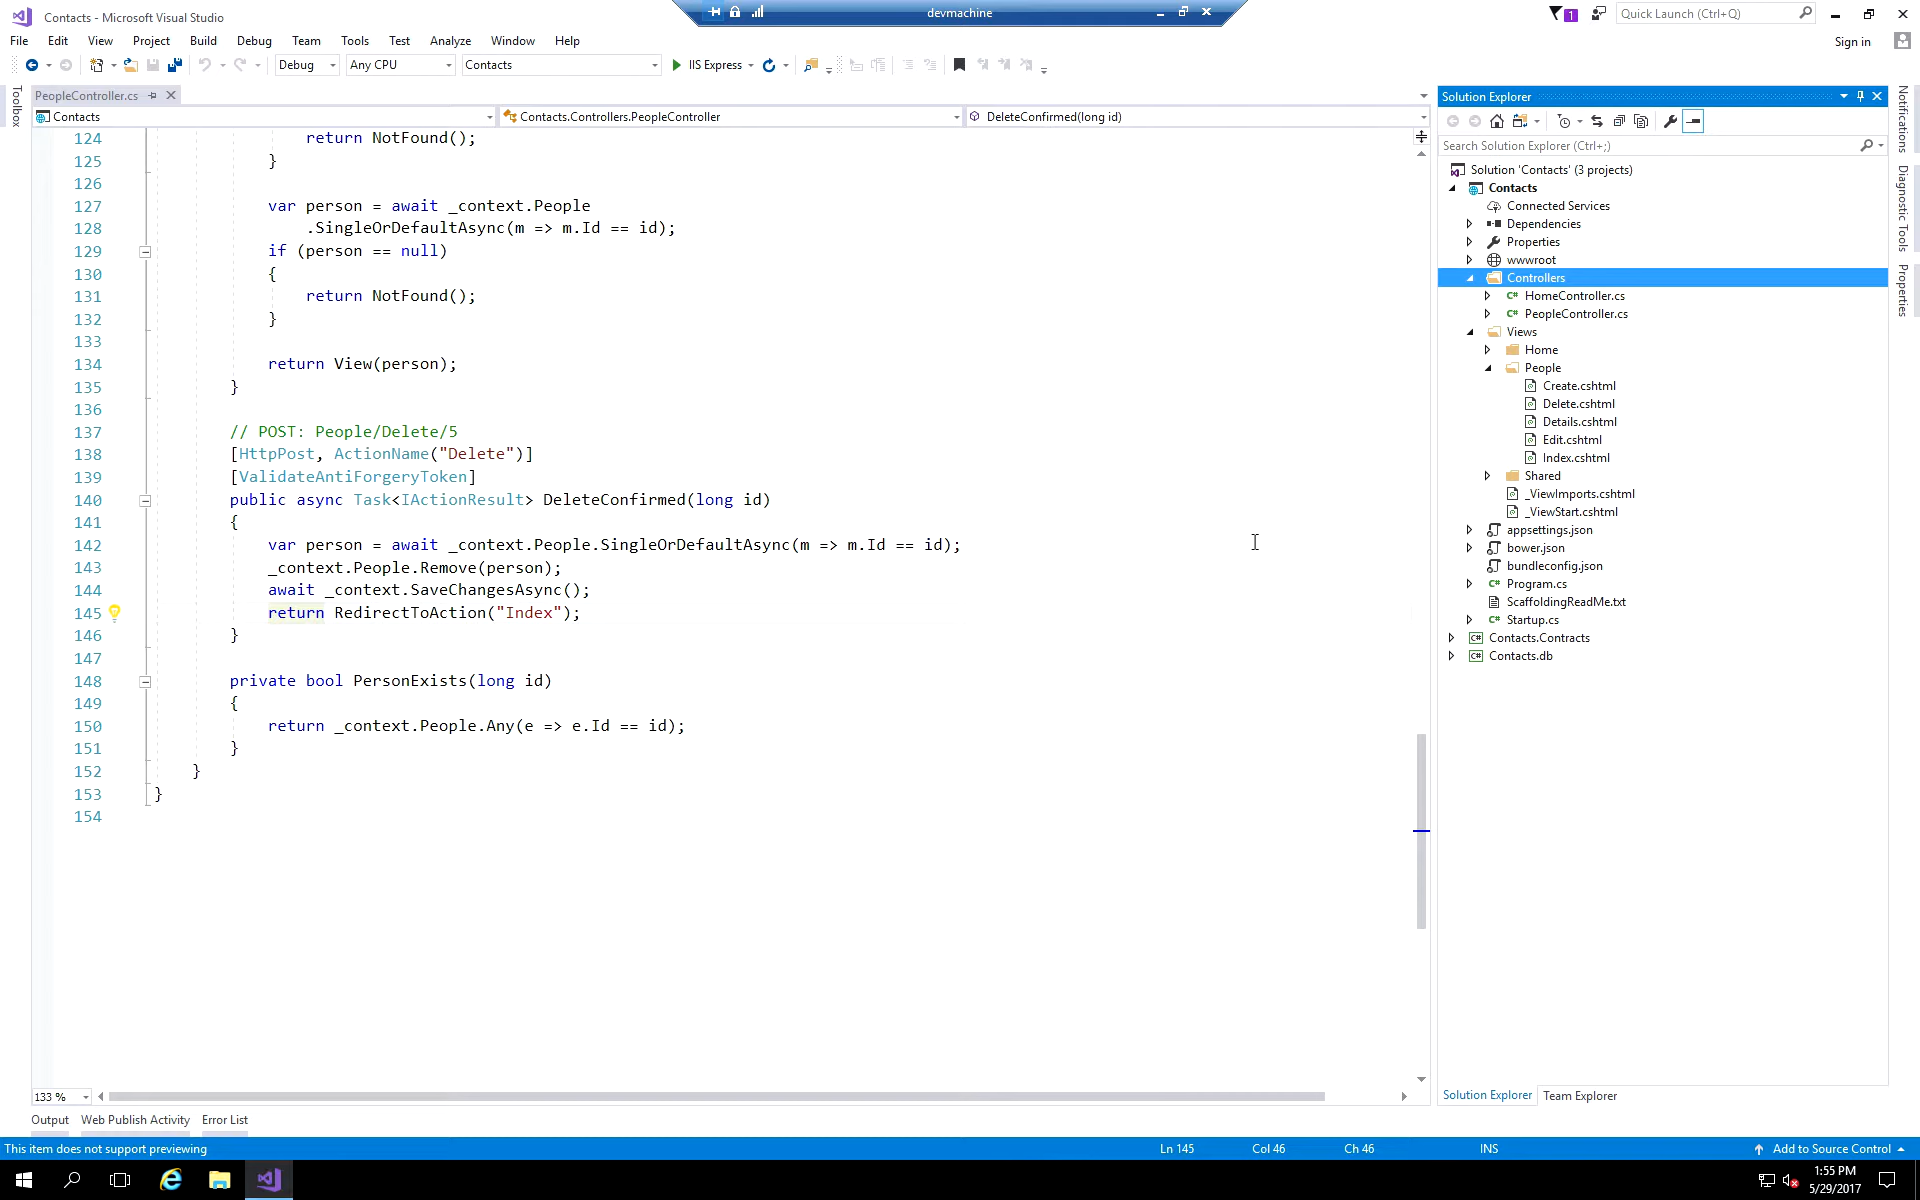 Contacts - Microsoft Visual Studio
devmachine
1
Quick Launch (Ctrl+Q)
File Edit View Project Build Debug Team Tools Test Analyze Window Help
Sign in
Debug Any CPU Contacts IIS Express
Toolbox
PeopleController.cs
Contacts Contacts.Controllers.PeopleController DeleteConfirmed(long id)
124 return NotFound();
125 }
126
127 var person = await _context.People
128 .SingleOrDefaultAsync(m => m.Id == id);
129 if (person == null)
130 {
131 return NotFound();
132 }
133
134 return View(person);
135 }
136
137 // POST: People/Delete/5
138 [HttpPost, ActionName("Delete")]
139 [ValidateAntiForgeryToken]
140 public async Task<IActionResult> DeleteConfirmed(long id)
141 {
142 var person = await _context.People.SingleOrDefaultAsync(m => m.Id == id);
143 _context.People.Remove(person);
144 await _context.SaveChangesAsync();
145 return RedirectToAction("Index");
146 }
147
148 private bool PersonExists(long id)
149 {
150 return _context.People.Any(e => e.Id == id);
151 }
152 }
153 }
154
133 %
Output Web Publish Activity Error List
Solution Explorer
Search Solution Explorer (Ctrl+;)
Solution 'Contacts' (3 projects)
Contacts
Connected Services
Dependencies
Properties
wwwroot
Controllers
C# HomeController.cs
C# PeopleController.cs
Views
Home
People
Create.cshtml
Delete.cshtml
Details.cshtml
Edit.cshtml
Index.cshtml
Shared
_ViewImports.cshtml
_ViewStart.cshtml
appsettings.json
bower.json
bundleconfig.json
C# Program.cs
ScaffoldingReadMe.txt
C# Startup.cs
C# Contacts.Contracts
C# Contacts.db
Solution Explorer Team Explorer
Notifications
Diagnostic Tools
Properties
This item does not support previewing Ln 145 Col 46 Ch 46 INS Add to Source Control
1:55 PM
5/29/2017